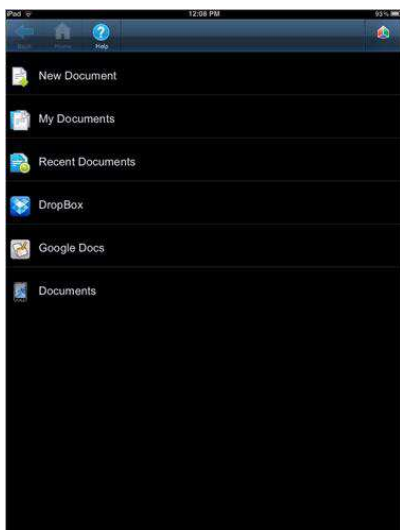 iPad 12:08 PM 93%
Back Home Help
New Document
My Documents
Recent Documents
DropBox
Google Docs
Documents